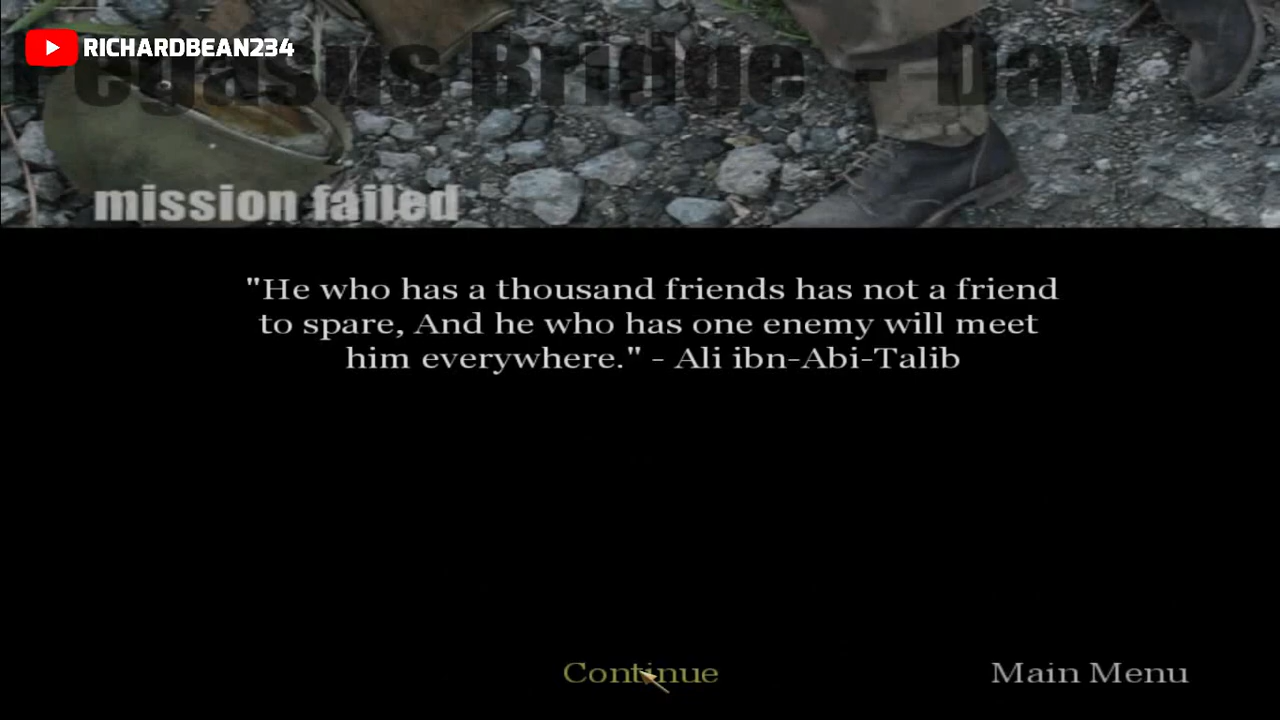 RICHARDBEAN234
Pegasus Bridge - Day
mission failed
"He who has a thousand friends has not a friend
to spare, And he who has one enemy will meet
him everywhere." - Ali ibn-Abi-Talib
Continue
Main Menu